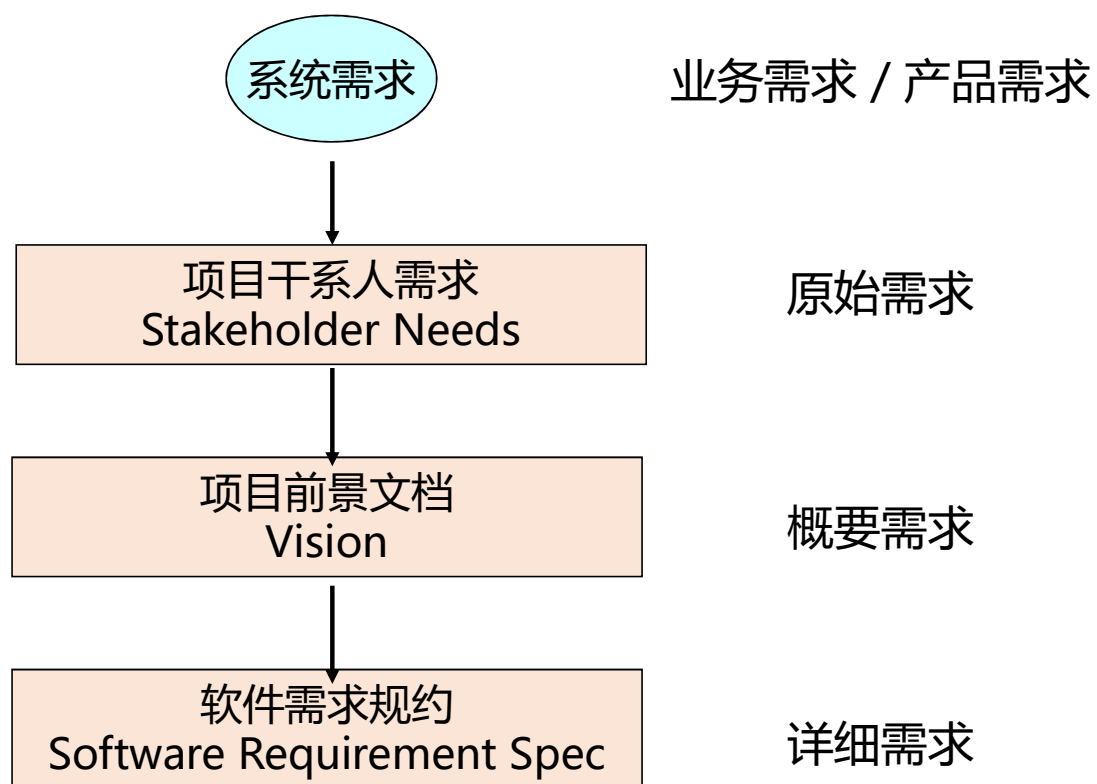 系统需求
业务需求 / 产品需求
项目干系人需求
Stakeholder Needs
原始需求
项目前景文档
Vision
概要需求
软件需求规约
Software Requirement Spec
详细需求